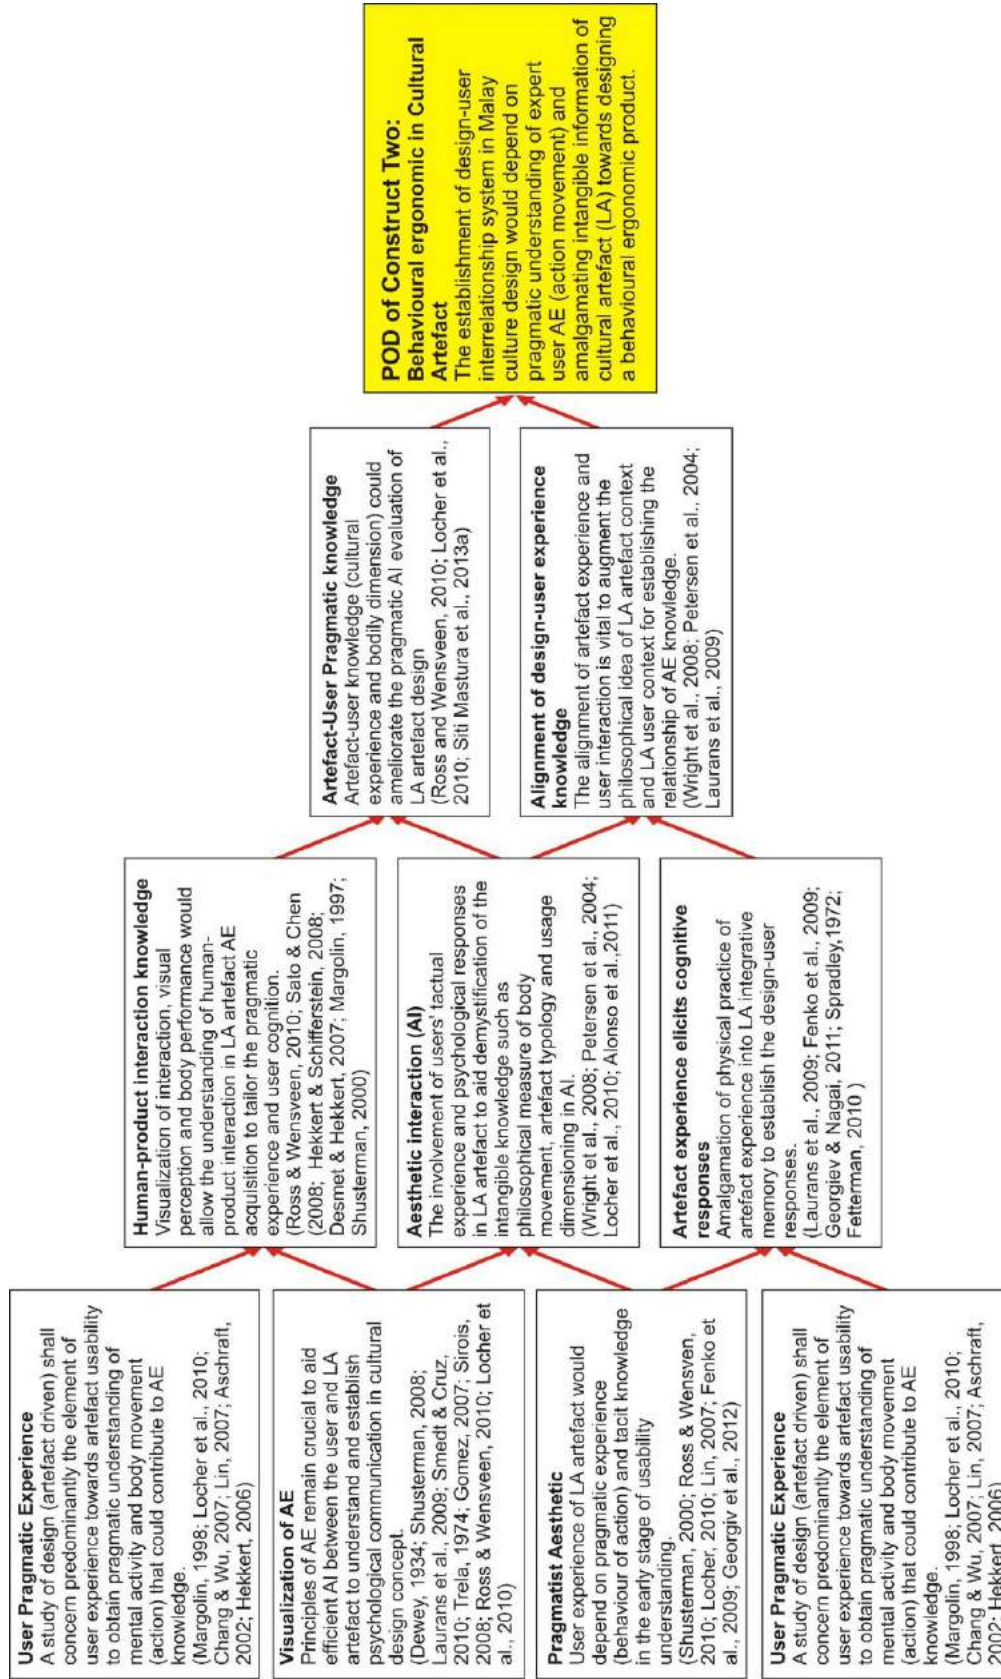 User Pragmatic Experience
A study of design (artefact driven) shall
concern predominantly the element of
user experience towards artefact usability
to obtain pragmatic understanding of
mental activity and body movement
(action) that could contribute to AE
knowledge.
(Margolin, 1998; Locher et al., 2010;
Chang & Wu, 2007; Lin, 2007; Aschraft,
2002; Hekkert, 2006)
Visualization of AE
Principles of AE remain crucial to aid
efficient AI between the user and LA
artefact to understand and establish
psychological communication in cultural
design concept.
(Dewey, 1934; Shusterman, 2008;
Laurans et al., 2009; Smedt & Cruz,
2010; Trela, 1974; Gomez, 2007; Sirois,
2008; Ross & Wensveen, 2010; Locher et
al., 2010)
Pragmatist Aesthetic
User experience of LA artefact would
depend on pragmatic experience
(behaviour of action) and tacit knowledge
in the early stage of usability
understanding.
(Shusterman, 2000; Ross & Wensven,
2010; Locher, 2010; Lin, 2007; Fenko et
al., 2009; Georgiv et al., 2012)
User Pragmatic Experience
A study of design (artefact driven) shall
concern predominantly the element of
user experience towards artefact usability
to obtain pragmatic understanding of
mental activity and body movement
(action) that could contribute to AE
knowledge.
(Margolin, 1998; Locher et al., 2010;
Chang & Wu, 2007; Lin, 2007; Aschraft,
2002; Hekkert, 2006)
Human-product interaction knowledge
Visualization of interaction, visual
perception and body performance would
allow the understanding of human-
product interaction in LA artefact AE
acquisition to tailor the pragmatic
experience and user cognition.
(Ross & Wensveen, 2010; Sato & Chen
(2008; Hekkert & Schifferstein, 2008;
Desmet & Hekkert, 2007; Margolin, 1997;
Shusterman, 2000)
Aesthetic interaction (AI)
The involvement of users' tactual
experience and psychological responses
in LA artefact to aid demystification of the
intangible knowledge such as
philosophical measure of body
movement, artefact typology and usage
dimensioning in AI.
(Wright et al., 2008; Petersen et al., 2004;
Locher et al., 2010; Alonso et al.,2011)
Artefact experience elicits cognitive
responses
Amalgamation of physical practice of
artefact experience into LA integrative
memory to establish the design-user
responses.
(Laurans et al., 2009; Fenko et al., 2009;
Georgiev & Nagai, 2011; Spradley,1972;
Fetterman, 2010 )
Artefact-User Pragmatic knowledge
Artefact-user knowledge (cultural
experience and bodily dimension) could
ameliorate the pragmatic AI evaluation of
LA artefact design
(Ross and Wensveen, 2010; Locher et al.,
2010; Siti Mastura et al., 2013a)
Alignment of design-user experience
knowledge
The alignment of artefact experience and
user interaction is vital to augment the
philosophical idea of LA artefact context
and LA user context for establishing the
relationship of AE knowledge.
(Wright et al., 2008; Petersen et al., 2004;
Laurans et al., 2009)
POD of Construct Two:
Behavioural ergonomic in Cultural
Artefact
The establishment of design-user
interrelationship system in Malay
culture design would depend on
pragmatic understanding of expert
user AE (action movement) and
amalgamating intangible information of
cultural artefact (LA) towards designing
a behavioural ergonomic product.